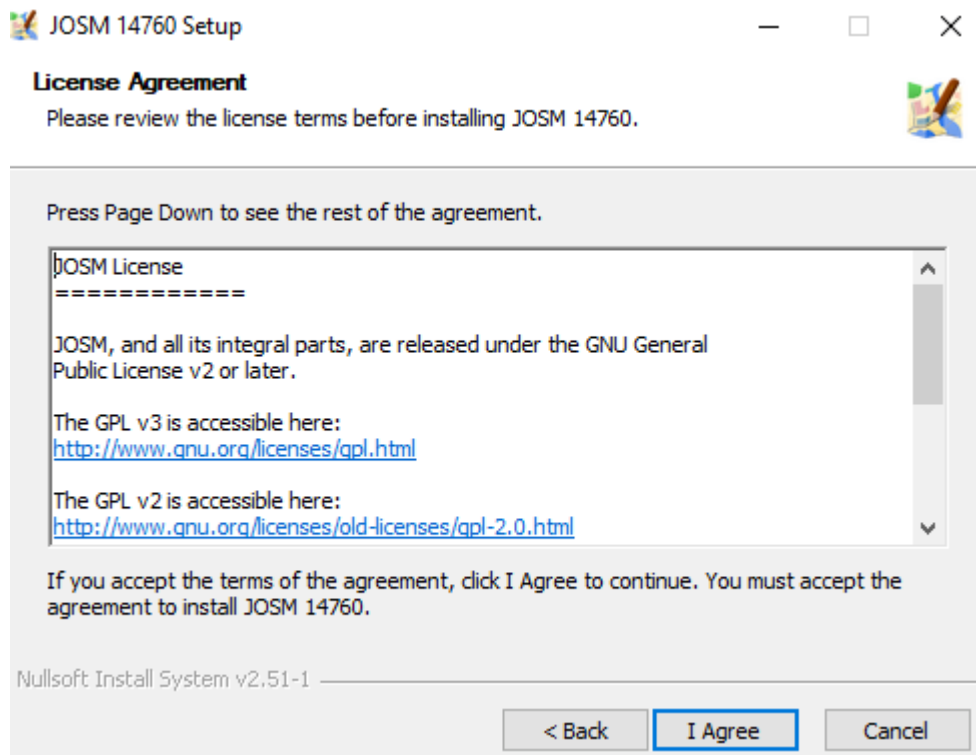 JOSM 14760 Setup
License Agreement
Please review the license terms before installing JOSM 14760.
Press Page Down to see the rest of the agreement.
JOSM License
============
JOSM, and all its integral parts, are released under the GNU General
Public License v2 or later.
The GPL v3 is accessible here:
http://www.gnu.org/licenses/gpl.html
The GPL v2 is accessible here:
http://www.gnu.org/licenses/old-licenses/gpl-2.0.html
If you accept the terms of the agreement, click I Agree to continue. You must accept the
agreement to install JOSM 14760.
Nullsoft Install System v2.51-1
< Back
I Agree
Cancel